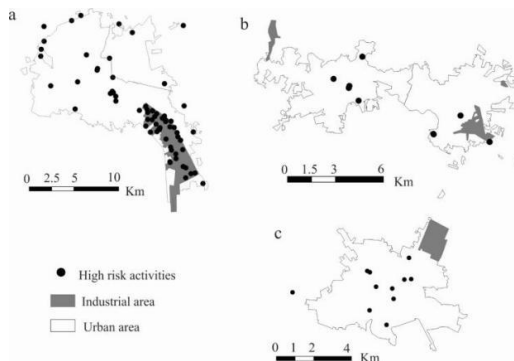 a
0 2.5 5 10
Km
b
0 1.5 3 6
Km
c
0 1 2 4
Km
High risk activities
Industrial area
Urban area